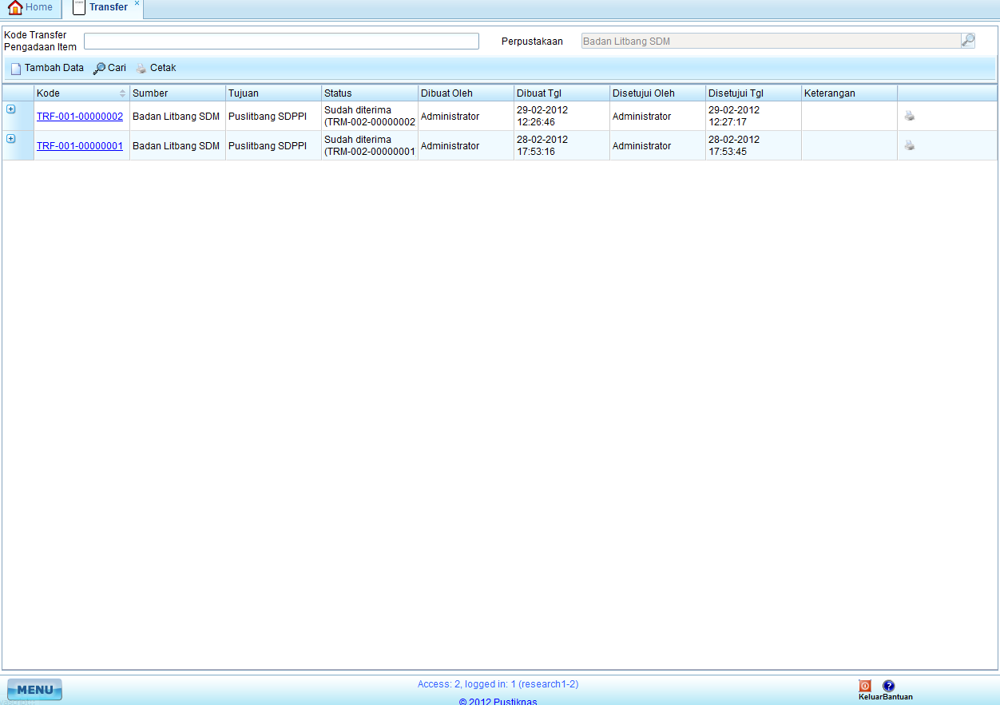 Home
Transfer
Kode Transfer
Pengadaan Item
Perpustakaan
Badan Litbang SDM
Tambah Data
Cari
Cetak
Kode Sumber Tujuan Status Dibuat Oleh Dibuat Tgl Disetujui Oleh Disetujui Tgl Keterangan
TRF-001-00000002 Badan Litbang SDM Puslitbang SDPPI Sudah diterima
(TRM-002-00000002 Administrator 29-02-2012
12:26:46 Administrator 29-02-2012
12:27:17
TRF-001-00000001 Badan Litbang SDM Puslitbang SDPPI Sudah diterima
(TRM-002-00000001 Administrator 28-02-2012
17:53:16 Administrator 28-02-2012
17:53:45
MENU
Access: 2, logged in: 1 (research1-2)
© 2012 Pustiknas
Keluar
Bantuan